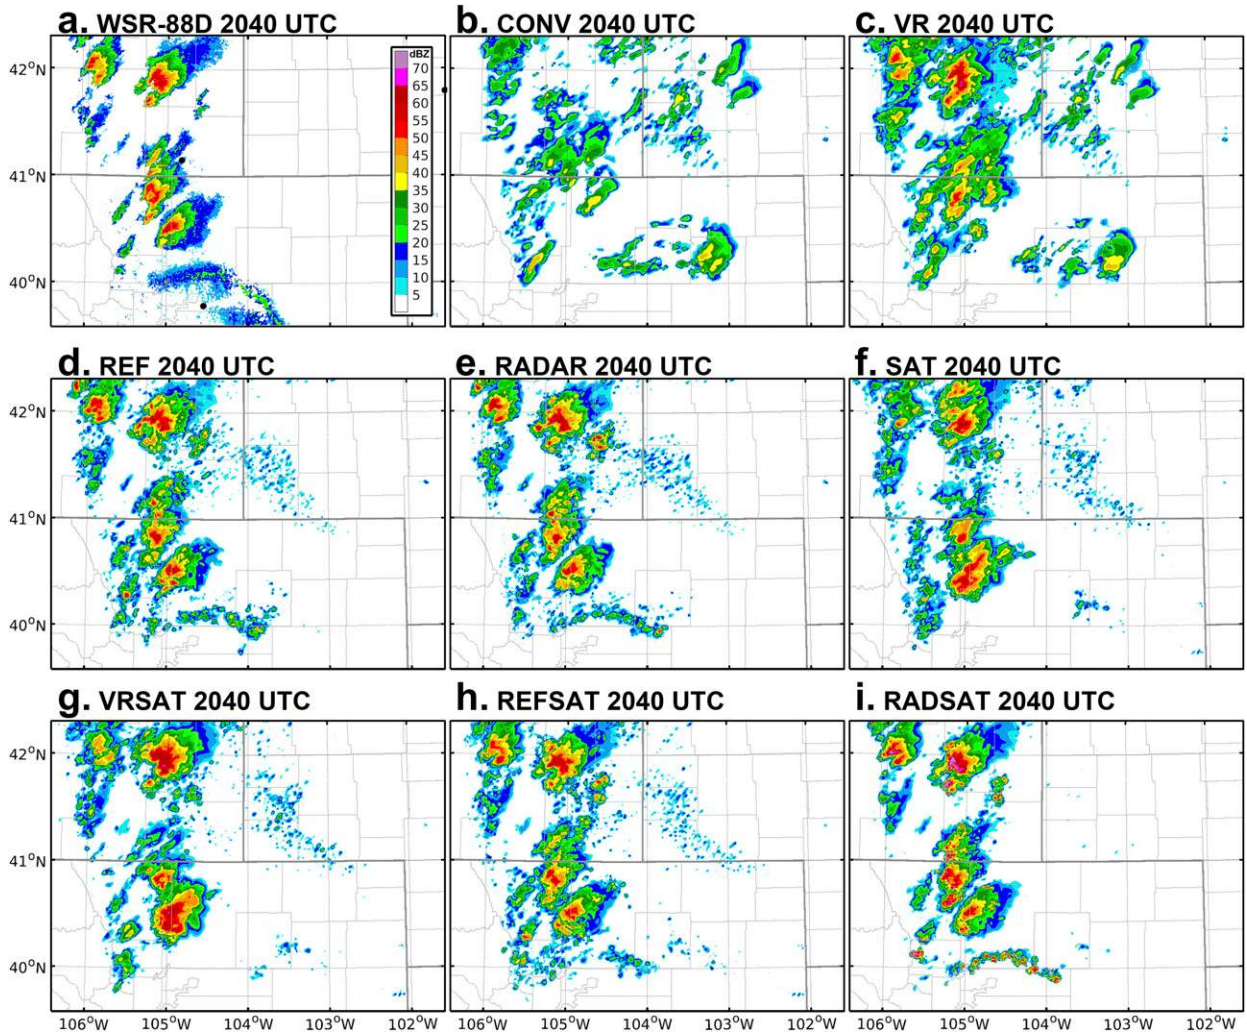 a. WSR-88D 2040 UTC
b. CONV 2040 UTC
c. VR 2040 UTC
42°N
41°N
40°N
dBZ
70
65
60
55
50
45
40
35
30
25
20
15
10
5
d. REF 2040 UTC
e. RADAR 2040 UTC
f. SAT 2040 UTC
42°N
41°N
40°N
g. VRSAT 2040 UTC
h. REFSAT 2040 UTC
i. RADSAT 2040 UTC
42°N
41°N
40°N
106°W 105°W 104°W 103°W 102°W
106°W 105°W 104°W 103°W 102°W
106°W 105°W 104°W 103°W 102°W